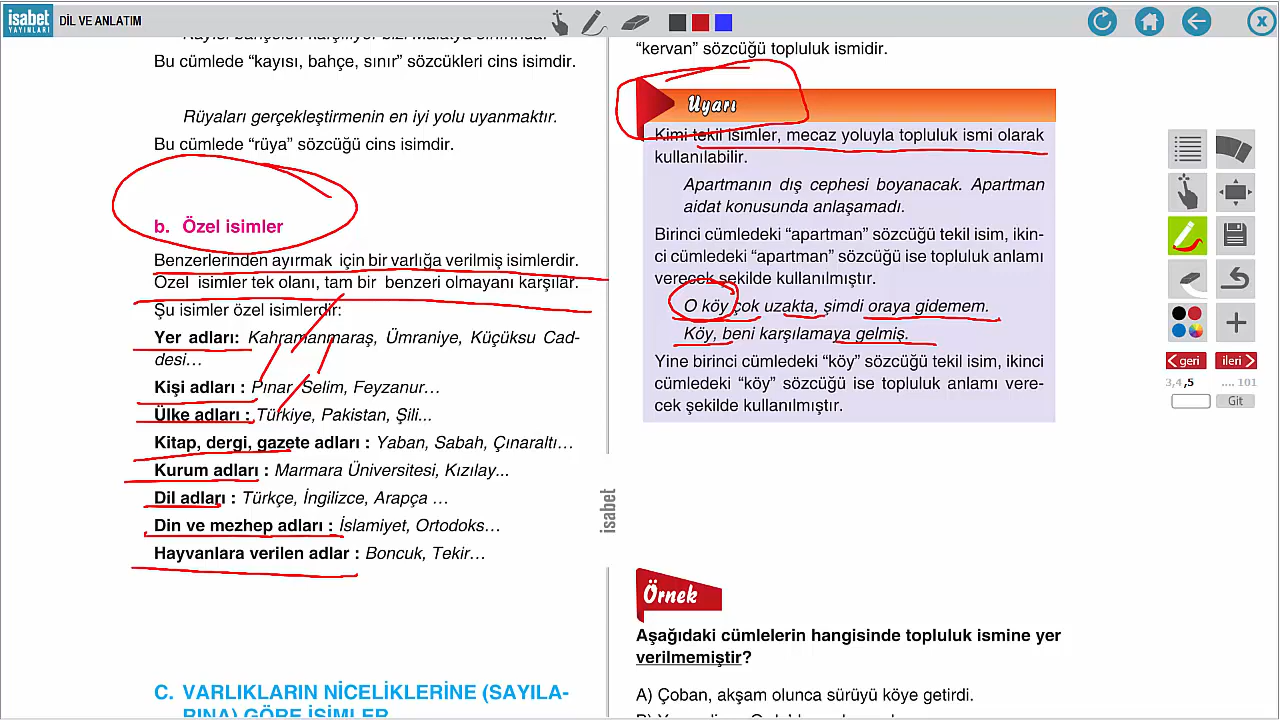 isabet
YAYINLARI
DİL VE ANLATIM
Bu cümlede “kayısı, bahçe, sınır” sözcükleri cins isimdir.
Rüyaları gerçekleştirmenin en iyi yolu uyanmaktır.
Bu cümlede “rüya” sözcüğü cins isimdir.
b. Özel isimler
Benzerlerinden ayırmak için bir varlığa verilmiş isimlerdir.
Özel isimler tek olanı, tam bir benzeri olmayanı karşılar.
Şu isimler özel isimlerdir:
Yer adları: Kahramanmaraş, Ümraniye, Küçüksu Cad-
desi…
Kişi adları : Pınar, Selim, Feyzanur…
Ülke adları : Türkiye, Pakistan, Şili...
Kitap, dergi, gazete adları : Yaban, Sabah, Çınaraltı…
Kurum adları : Marmara Üniversitesi, Kızılay...
Dil adları : Türkçe, İngilizce, Arapça …
Din ve mezhep adları : İslamiyet, Ortodoks…
Hayvanlara verilen adlar : Boncuk, Tekir…
C. VARLIKLARIN NİCELİKLERİNE (SAYILA-
RINA) GÖRE İSİMLER
isabet
“kervan” sözcüğü topluluk ismidir.
Uyarı
Kimi tekil isimler, mecaz yoluyla topluluk ismi olarak
kullanılabilir.
Apartmanın dış cephesi boyanacak. Apartman
aidat konusunda anlaşamadı.
Birinci cümledeki “apartman” sözcüğü tekil isim, ikin-
ci cümledeki “apartman” sözcüğü ise topluluk anlamı
verecek şekilde kullanılmıştır.
O köy çok uzakta, şimdi oraya gidemem.
Köy, beni karşılamaya gelmiş.
Yine birinci cümledeki “köy” sözcüğü tekil isim, ikinci
cümledeki “köy” sözcüğü ise topluluk anlamı vere-
cek şekilde kullanılmıştır.
Örnek
Aşağıdaki cümlelerin hangisinde topluluk ismine yer
verilmemiştir?
A) Çoban, akşam olunca sürüyü köye getirdi.
geri
ileri
3,4,5
.... 101
Git